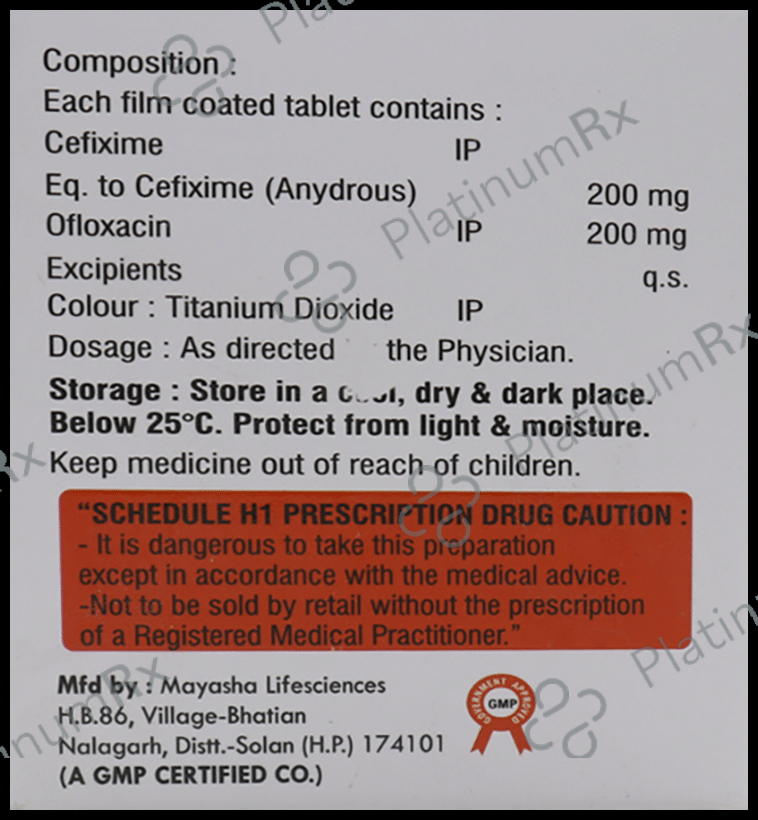 Composition :
Each film coated tablet contains :
Cefixime IP
Eq. to Cefixime (Anydrous) 200 mg
Ofloxacin IP 200 mg
Excipients q.s.
Colour : Titanium Dioxide IP
Dosage : As directed the Physician.
Storage : Store in a , dry & dark place.
Below 25°C. Protect from light & moisture.
Keep medicine out of reach of children.
"SCHEDULE H1 PRESCRIPTION DRUG CAUTION :
- It is dangerous to take this preparation
except in accordance with the medical advice.
-Not to be sold by retail without the prescription
of a Registered Medical Practitioner."
Mfd by : Mayasha Lifesciences
H.B.86, Village-Bhatian
Nalagarh, Distt.-Solan (H.P.) 174101
(A GMP CERTIFIED CO.)
GOVERNMENT APPROVED
GMP
PlatinumRx
PlatinumRx